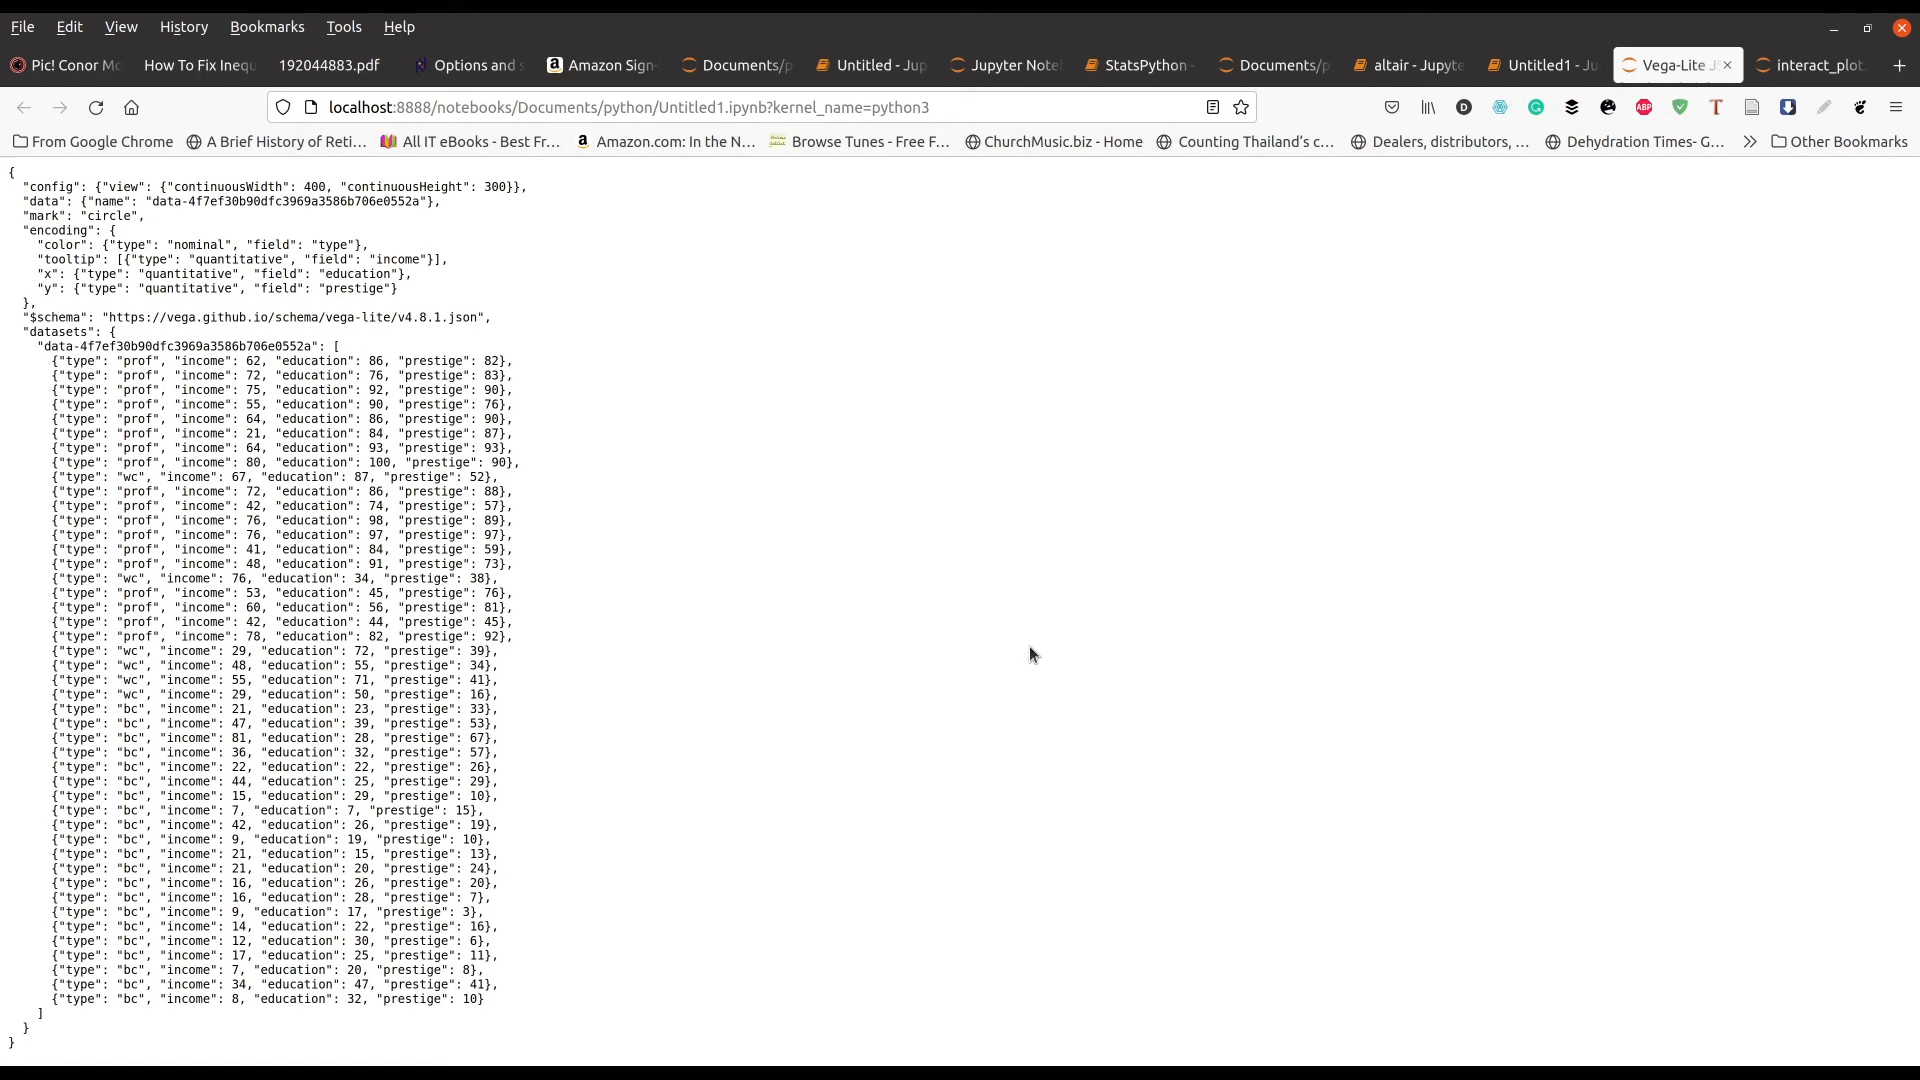 File Edit View History Bookmarks Tools Help
Pic! Conor Mc How To Fix Inequ 192044883.pdf Options and s Amazon Sign- Documents/p Untitled - Jup Jupyter Note StatsPython - Documents/p altair - Jupyte Untitled1 - Ju Vega-Lite JS interact_plot.
localhost:8888/notebooks/Documents/python/Untitled1.ipynb?kernel_name=python3
From Google Chrome A Brief History of Reti... All IT eBooks - Best Fr... Amazon.com: In the N... Browse Tunes - Free F... ChurchMusic.biz - Home Counting Thailand’s c... Dealers, distributors, ... Dehydration Times- G... Other Bookmarks
{
"config": {"view": {"continuousWidth": 400, "continuousHeight": 300}},
"data": {"name": "data-4f7ef30b90dfc3969a3586b706e0552a"},
"mark": "circle",
"encoding": {
"color": {"type": "nominal", "field": "type"},
"tooltip": [{"type": "quantitative", "field": "income"}],
"x": {"type": "quantitative", "field": "education"},
"y": {"type": "quantitative", "field": "prestige"}
},
"$schema": "https://vega.github.io/schema/vega-lite/v4.8.1.json",
"datasets": {
"data-4f7ef30b90dfc3969a3586b706e0552a": [
{"type": "prof", "income": 62, "education": 86, "prestige": 82},
{"type": "prof", "income": 72, "education": 76, "prestige": 83},
{"type": "prof", "income": 75, "education": 92, "prestige": 90},
{"type": "prof", "income": 55, "education": 90, "prestige": 76},
{"type": "prof", "income": 64, "education": 86, "prestige": 90},
{"type": "prof", "income": 21, "education": 84, "prestige": 87},
{"type": "prof", "income": 64, "education": 93, "prestige": 93},
{"type": "prof", "income": 80, "education": 100, "prestige": 90},
{"type": "wc", "income": 67, "education": 87, "prestige": 52},
{"type": "prof", "income": 72, "education": 86, "prestige": 88},
{"type": "prof", "income": 42, "education": 74, "prestige": 57},
{"type": "prof", "income": 76, "education": 98, "prestige": 89},
{"type": "prof", "income": 76, "education": 97, "prestige": 97},
{"type": "prof", "income": 41, "education": 84, "prestige": 59},
{"type": "prof", "income": 48, "education": 91, "prestige": 73},
{"type": "wc", "income": 76, "education": 34, "prestige": 38},
{"type": "prof", "income": 53, "education": 45, "prestige": 76},
{"type": "prof", "income": 60, "education": 56, "prestige": 81},
{"type": "prof", "income": 42, "education": 44, "prestige": 45},
{"type": "prof", "income": 78, "education": 82, "prestige": 92},
{"type": "wc", "income": 29, "education": 72, "prestige": 39},
{"type": "wc", "income": 48, "education": 55, "prestige": 34},
{"type": "wc", "income": 55, "education": 71, "prestige": 41},
{"type": "wc", "income": 29, "education": 50, "prestige": 16},
{"type": "bc", "income": 21, "education": 23, "prestige": 33},
{"type": "bc", "income": 47, "education": 39, "prestige": 53},
{"type": "bc", "income": 81, "education": 28, "prestige": 67},
{"type": "bc", "income": 36, "education": 32, "prestige": 57},
{"type": "bc", "income": 22, "education": 22, "prestige": 26},
{"type": "bc", "income": 44, "education": 25, "prestige": 29},
{"type": "bc", "income": 15, "education": 29, "prestige": 10},
{"type": "bc", "income": 7, "education": 7, "prestige": 15},
{"type": "bc", "income": 42, "education": 26, "prestige": 19},
{"type": "bc", "income": 9, "education": 19, "prestige": 10},
{"type": "bc", "income": 21, "education": 15, "prestige": 13},
{"type": "bc", "income": 21, "education": 20, "prestige": 24},
{"type": "bc", "income": 16, "education": 26, "prestige": 20},
{"type": "bc", "income": 16, "education": 28, "prestige": 7},
{"type": "bc", "income": 9, "education": 17, "prestige": 3},
{"type": "bc", "income": 14, "education": 22, "prestige": 16},
{"type": "bc", "income": 12, "education": 30, "prestige": 6},
{"type": "bc", "income": 17, "education": 25, "prestige": 11},
{"type": "bc", "income": 7, "education": 20, "prestige": 8},
{"type": "bc", "income": 34, "education": 47, "prestige": 41},
{"type": "bc", "income": 8, "education": 32, "prestige": 10}
]
}
}